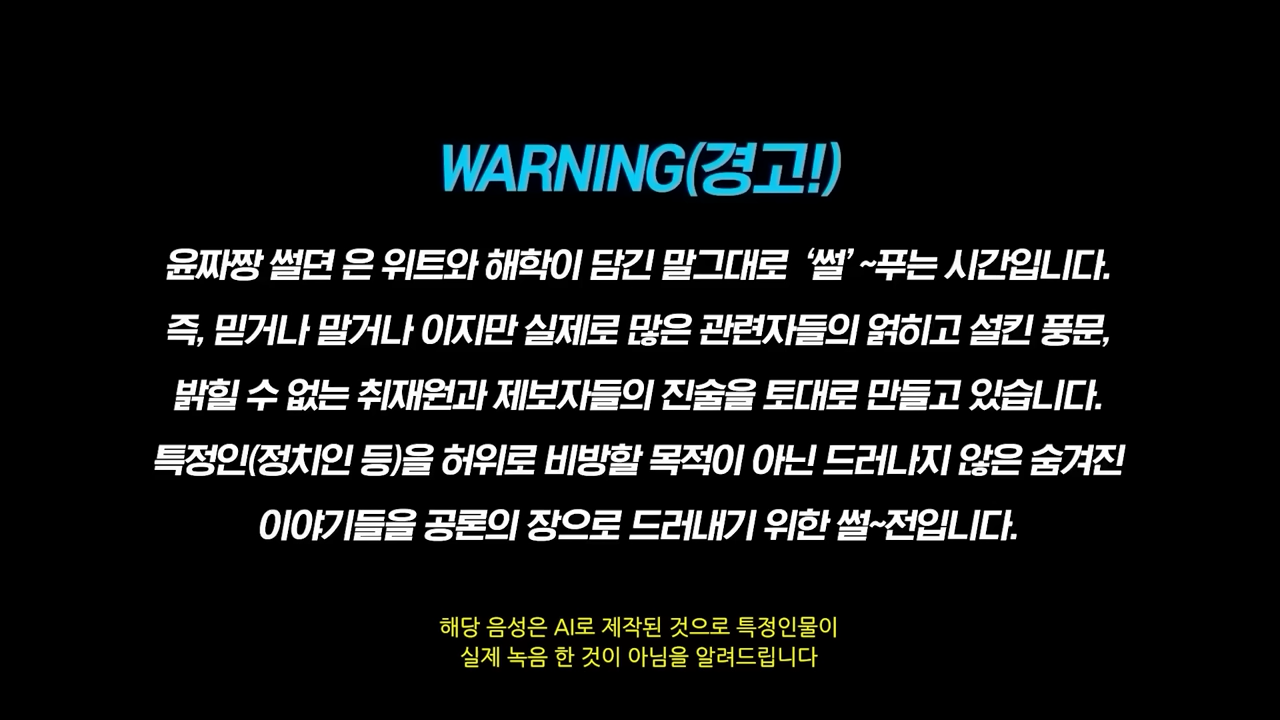 WARNING(경고!)
윤짜짱 썰뎐 은 위트와 해학이 담긴 말그대로 ‘썰’ ~푸는 시간입니다.
즉, 믿거나 말거나 이지만 실제로 많은 관련자들의 얽히고 설킨 풍문,
밝힐 수 없는 취재원과 제보자들의 진술을 토대로 만들고 있습니다.
특정인(정치인 등)을 허위로 비방할 목적이 아닌 드러나지 않은 숨겨진
이야기들을 공론의 장으로 드러내기 위한 썰~전입니다.
해당 음성은 AI로 제작된 것으로 특정인물이
실제 녹음 한 것이 아님을 알려드립니다